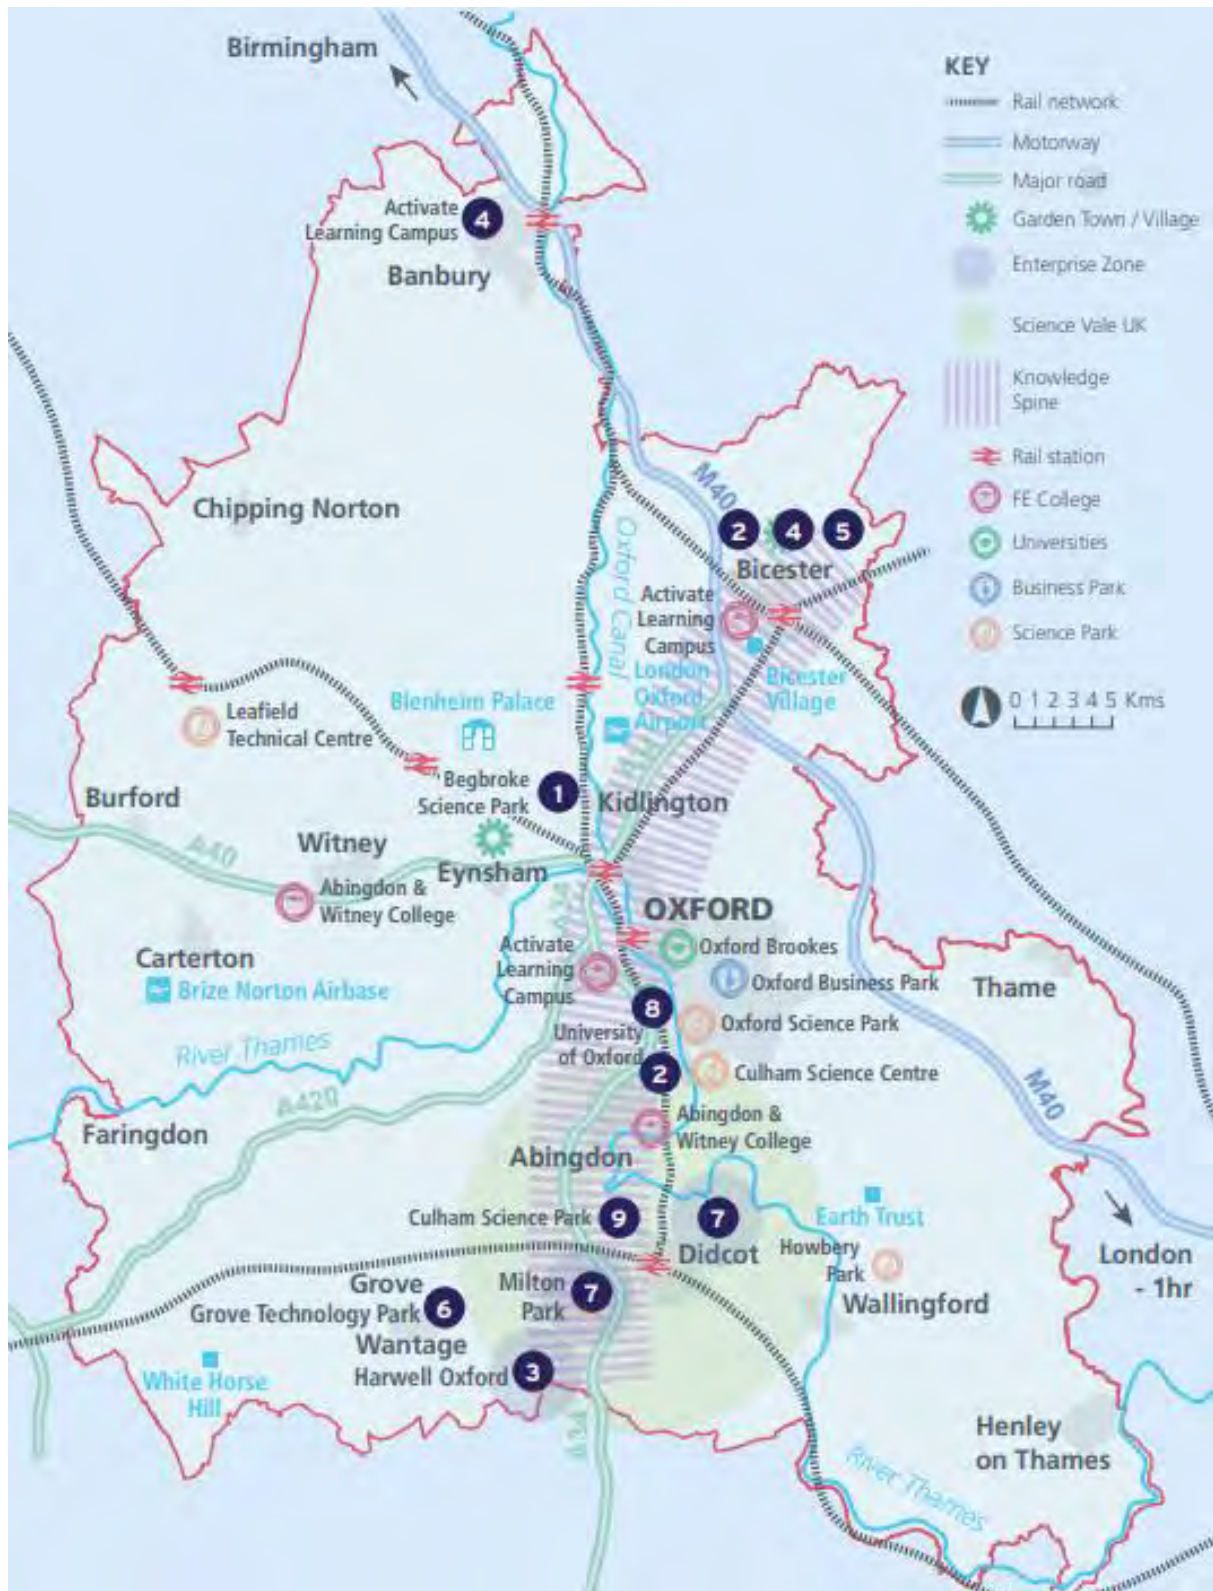 Birmingham
KEY
Rail network
Motorway
Major road
Garden Town / Village
Enterprise Zone
Science Vale UK
Knowledge
Spine
Rail station
FE College
Universities
Business Park
Science Park
0 1 2 3 4 5 Kms
Activate
Learning Campus
4
Banbury
Chipping Norton
M40
2
4
5
Bicester
Oxford Canal
Activate
Learning
Campus
London
Oxford
Airport
Bicester
Village
Blenheim Palace
Leafield
Technical Centre
Begbroke
Science Park
1
Kidlington
Burford
A40
Witney
Eynsham
Abingdon &
Witney College
OXFORD
A34
Oxford Brookes
Activate
Learning
Campus
Oxford Business Park
Carterton
Brize Norton Airbase
Thame
8
Oxford Science Park
University
of Oxford
2
Culham Science Centre
River Thames
A420
M40
Faringdon
Abingdon &
Witney College
Abingdon
Culham Science Park
9
7
Didcot
Earth Trust
Howbery
Park
Wallingford
London
- 1hr
Grove
Grove Technology Park
6
Milton
Park
7
Wantage
Harwell Oxford
3
White Horse
Hill
A34
Henley
on Thames
River Thames